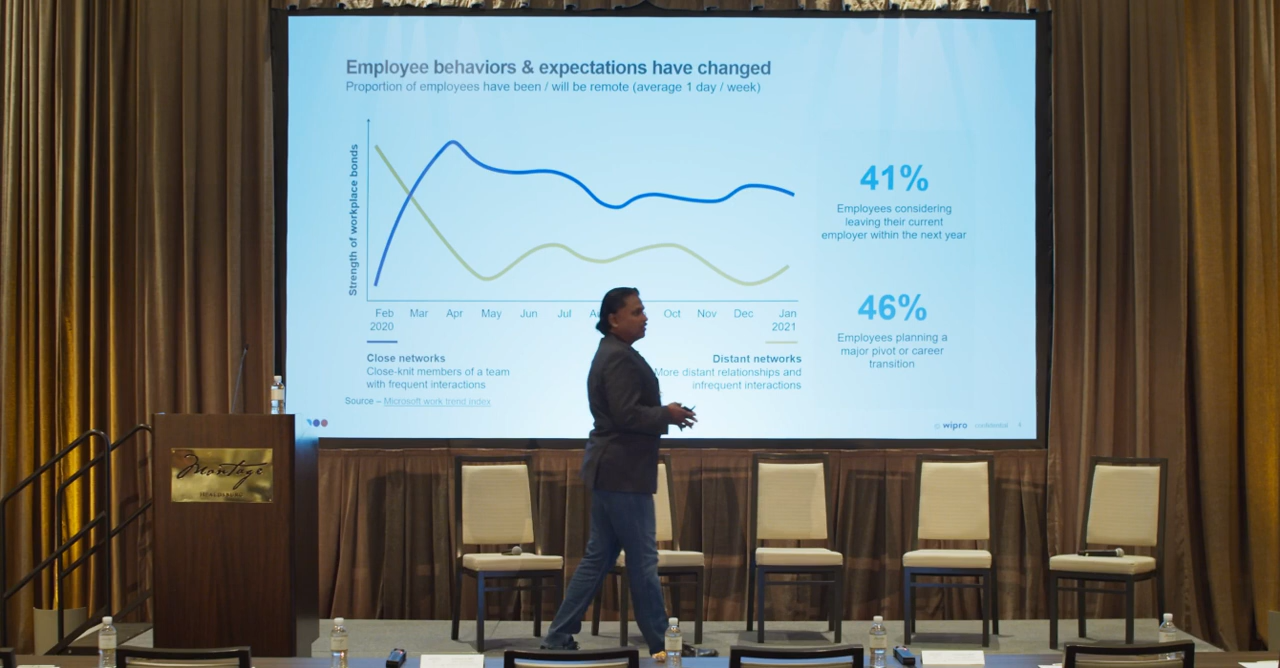 Employee behaviors & expectations have changed
Proportion of employees have been / will be remote (average 1 day / week)
Strength of workplace bonds
Feb Mar Apr May Jun Jul Oct Nov Dec Jan
2020 2021
Close networks
Close-knit members of a team
with frequent interactions
Distant networks
More distant relationships and
infrequent interactions
Source – Microsoft work trend index
41%
Employees considering
leaving their current
employer within the next year
46%
Employees planning a
major pivot or career
transition
wipro confidential
Montage
HEALDSBURG